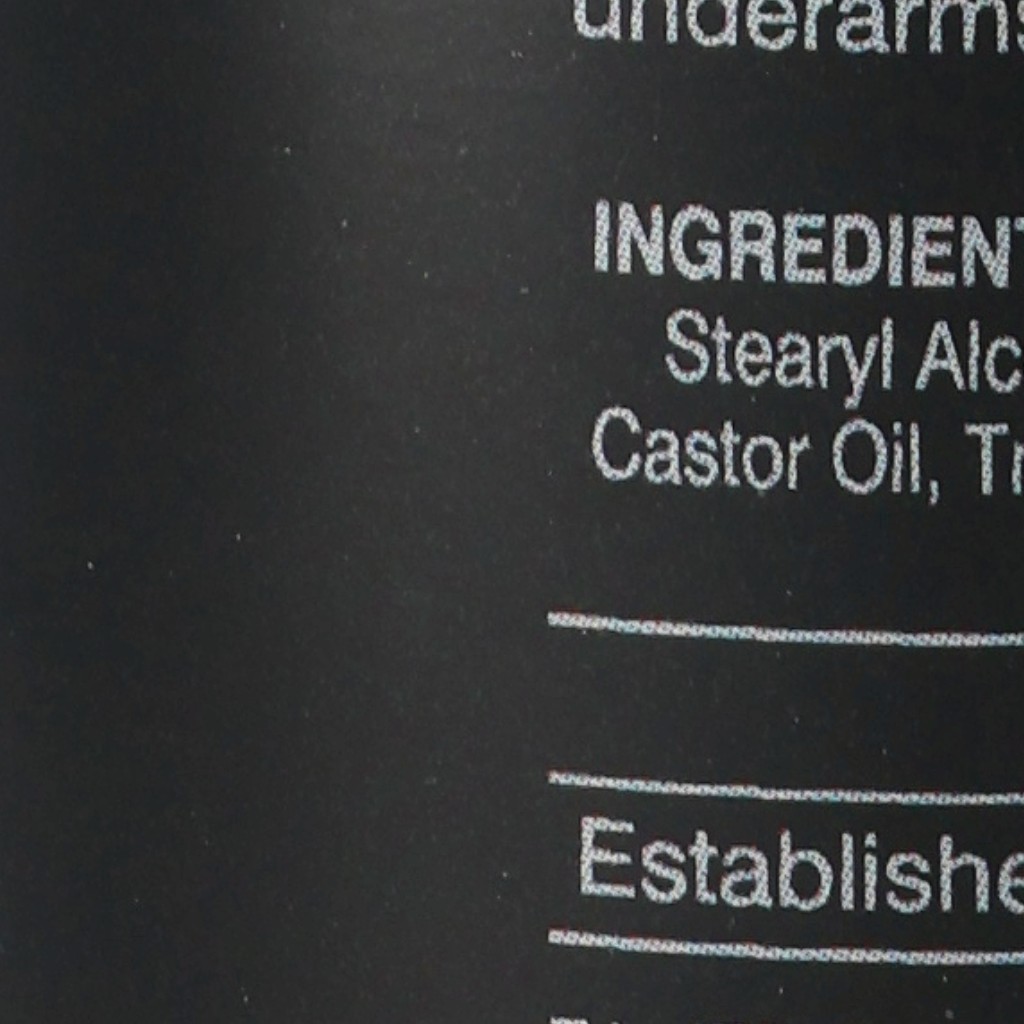 underarms
INGREDIENT
Stearyl Alc
Castor Oil, Tr
Establishe